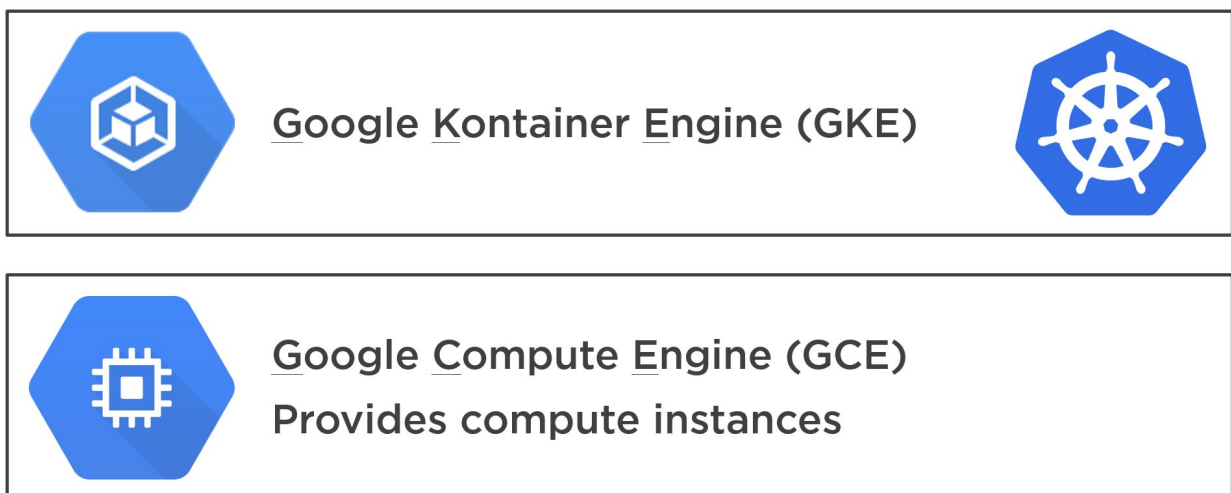 Google Kontainer Engine (GKE)
Google Compute Engine (GCE)
Provides compute instances